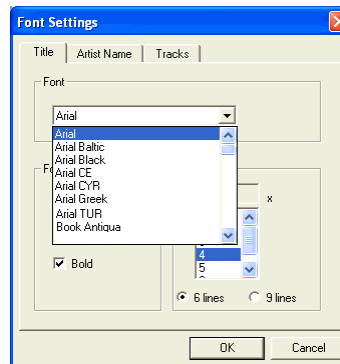 Font Settings
Title Artist Name Tracks
Font
Arial
Arial
Arial Baltic
Arial Black
Arial CE
Arial CYR
Arial Greek
Arial TUR
Book Antiqua
x
4
5
Bold
6 lines 9 lines
OK Cancel